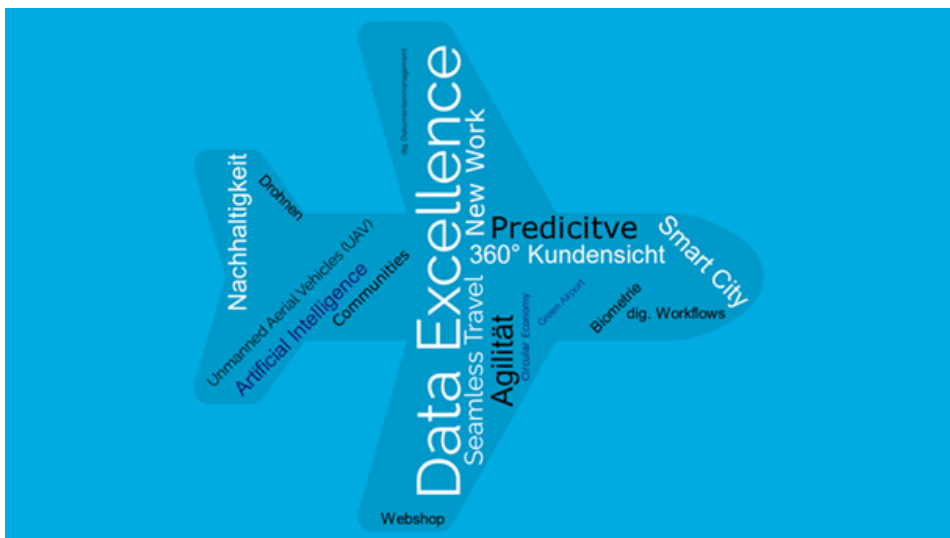 dig. Dokumentenmanagement
Data Excellence
New Work
Seamless Travel
Nachhaltigkeit
Drohnen
Unmanned Aerial Vehicles (UAV)
Artificial Intelligence
Communities
Predicitve
360° Kundensicht
Smart City
Agilität
Circular Economy
Green Airport
Biometrie
dig. Workflows
Webshop